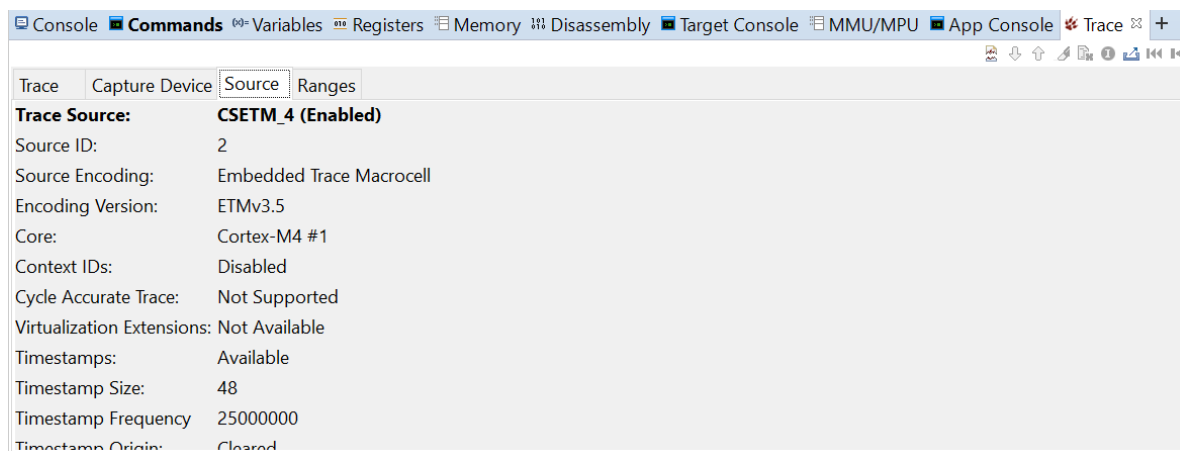 Console Commands (x)= Variables Registers Memory Disassembly Target Console MMU/MPU App Console Trace +
Trace Capture Device Source Ranges
Trace Source: CSETM_4 (Enabled)
Source ID: 2
Source Encoding: Embedded Trace Macrocell
Encoding Version: ETMv3.5
Core: Cortex-M4 #1
Context IDs: Disabled
Cycle Accurate Trace: Not Supported
Virtualization Extensions: Not Available
Timestamps: Available
Timestamp Size: 48
Timestamp Frequency 25000000
Timestamp Origin: Cleared